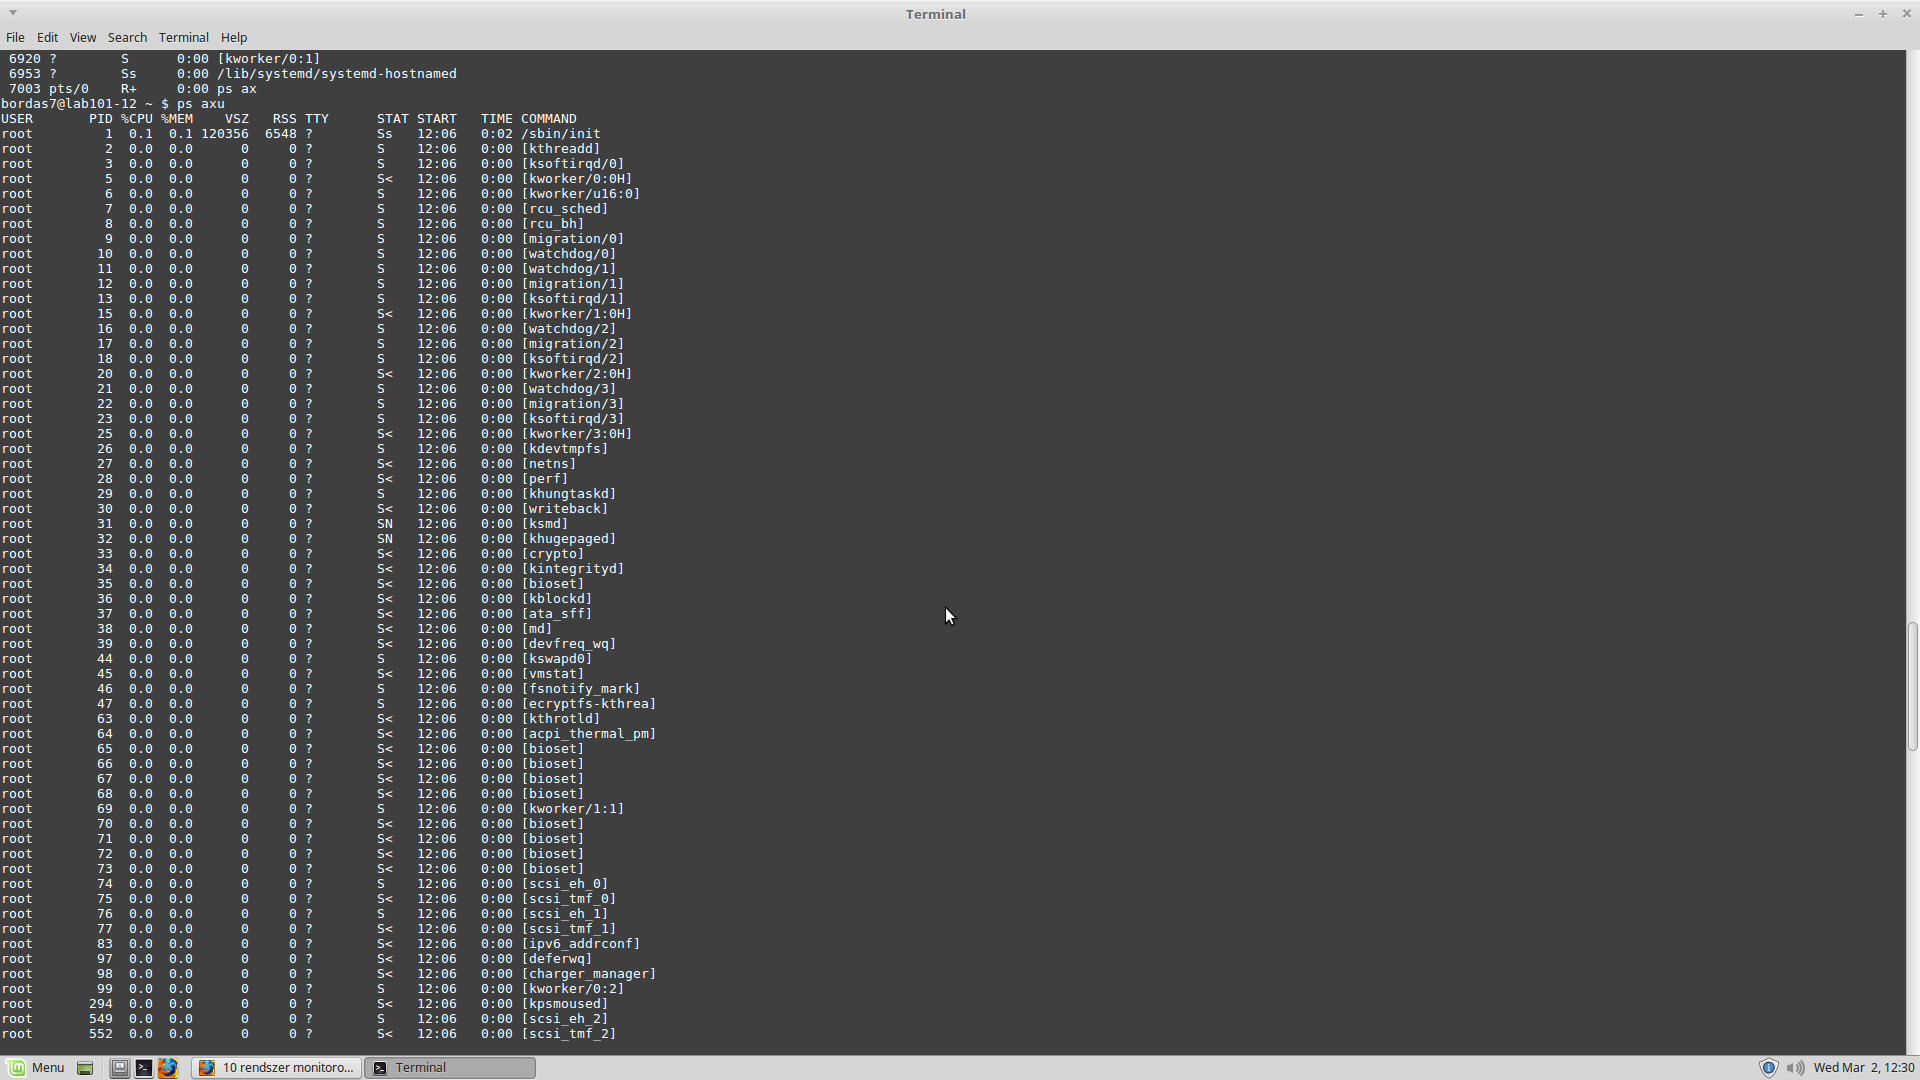 Terminal
File Edit View Search Terminal Help
 6920 ?        S      0:00 [kworker/0:1]
 6953 ?        Ss     0:00 /lib/systemd/systemd-hostnamed
 7003 pts/0    R+     0:00 ps ax
bordas7@lab101-12 ~ $ ps axu
USER       PID %CPU %MEM    VSZ   RSS TTY      STAT START   TIME COMMAND
root         1  0.1  0.1 120356  6548 ?        Ss   12:06   0:02 /sbin/init
root         2  0.0  0.0      0     0 ?        S    12:06   0:00 [kthreadd]
root         3  0.0  0.0      0     0 ?        S    12:06   0:00 [ksoftirqd/0]
root         5  0.0  0.0      0     0 ?        S<   12:06   0:00 [kworker/0:0H]
root         6  0.0  0.0      0     0 ?        S    12:06   0:00 [kworker/u16:0]
root         7  0.0  0.0      0     0 ?        S    12:06   0:00 [rcu_sched]
root         8  0.0  0.0      0     0 ?        S    12:06   0:00 [rcu_bh]
root         9  0.0  0.0      0     0 ?        S    12:06   0:00 [migration/0]
root        10  0.0  0.0      0     0 ?        S    12:06   0:00 [watchdog/0]
root        11  0.0  0.0      0     0 ?        S    12:06   0:00 [watchdog/1]
root        12  0.0  0.0      0     0 ?        S    12:06   0:00 [migration/1]
root        13  0.0  0.0      0     0 ?        S    12:06   0:00 [ksoftirqd/1]
root        15  0.0  0.0      0     0 ?        S<   12:06   0:00 [kworker/1:0H]
root        16  0.0  0.0      0     0 ?        S    12:06   0:00 [watchdog/2]
root        17  0.0  0.0      0     0 ?        S    12:06   0:00 [migration/2]
root        18  0.0  0.0      0     0 ?        S    12:06   0:00 [ksoftirqd/2]
root        20  0.0  0.0      0     0 ?        S<   12:06   0:00 [kworker/2:0H]
root        21  0.0  0.0      0     0 ?        S    12:06   0:00 [watchdog/3]
root        22  0.0  0.0      0     0 ?        S    12:06   0:00 [migration/3]
root        23  0.0  0.0      0     0 ?        S    12:06   0:00 [ksoftirqd/3]
root        25  0.0  0.0      0     0 ?        S<   12:06   0:00 [kworker/3:0H]
root        26  0.0  0.0      0     0 ?        S    12:06   0:00 [kdevtmpfs]
root        27  0.0  0.0      0     0 ?        S<   12:06   0:00 [netns]
root        28  0.0  0.0      0     0 ?        S<   12:06   0:00 [perf]
root        29  0.0  0.0      0     0 ?        S    12:06   0:00 [khungtaskd]
root        30  0.0  0.0      0     0 ?        S<   12:06   0:00 [writeback]
root        31  0.0  0.0      0     0 ?        SN   12:06   0:00 [ksmd]
root        32  0.0  0.0      0     0 ?        SN   12:06   0:00 [khugepaged]
root        33  0.0  0.0      0     0 ?        S<   12:06   0:00 [crypto]
root        34  0.0  0.0      0     0 ?        S<   12:06   0:00 [kintegrityd]
root        35  0.0  0.0      0     0 ?        S<   12:06   0:00 [bioset]
root        36  0.0  0.0      0     0 ?        S<   12:06   0:00 [kblockd]
root        37  0.0  0.0      0     0 ?        S<   12:06   0:00 [ata_sff]
root        38  0.0  0.0      0     0 ?        S<   12:06   0:00 [md]
root        39  0.0  0.0      0     0 ?        S<   12:06   0:00 [devfreq_wq]
root        44  0.0  0.0      0     0 ?        S    12:06   0:00 [kswapd0]
root        45  0.0  0.0      0     0 ?        S<   12:06   0:00 [vmstat]
root        46  0.0  0.0      0     0 ?        S    12:06   0:00 [fsnotify_mark]
root        47  0.0  0.0      0     0 ?        S    12:06   0:00 [ecryptfs-kthrea]
root        63  0.0  0.0      0     0 ?        S<   12:06   0:00 [kthrotld]
root        64  0.0  0.0      0     0 ?        S<   12:06   0:00 [acpi_thermal_pm]
root        65  0.0  0.0      0     0 ?        S<   12:06   0:00 [bioset]
root        66  0.0  0.0      0     0 ?        S<   12:06   0:00 [bioset]
root        67  0.0  0.0      0     0 ?        S<   12:06   0:00 [bioset]
root        68  0.0  0.0      0     0 ?        S<   12:06   0:00 [bioset]
root        69  0.0  0.0      0     0 ?        S    12:06   0:00 [kworker/1:1]
root        70  0.0  0.0      0     0 ?        S<   12:06   0:00 [bioset]
root        71  0.0  0.0      0     0 ?        S<   12:06   0:00 [bioset]
root        72  0.0  0.0      0     0 ?        S<   12:06   0:00 [bioset]
root        73  0.0  0.0      0     0 ?        S<   12:06   0:00 [bioset]
root        74  0.0  0.0      0     0 ?        S    12:06   0:00 [scsi_eh_0]
root        75  0.0  0.0      0     0 ?        S<   12:06   0:00 [scsi_tmf_0]
root        76  0.0  0.0      0     0 ?        S    12:06   0:00 [scsi_eh_1]
root        77  0.0  0.0      0     0 ?        S<   12:06   0:00 [scsi_tmf_1]
root        83  0.0  0.0      0     0 ?        S<   12:06   0:00 [ipv6_addrconf]
root        97  0.0  0.0      0     0 ?        S<   12:06   0:00 [deferwq]
root        98  0.0  0.0      0     0 ?        S<   12:06   0:00 [charger_manager]
root        99  0.0  0.0      0     0 ?        S    12:06   0:00 [kworker/0:2]
root       294  0.0  0.0      0     0 ?        S<   12:06   0:00 [kpsmoused]
root       549  0.0  0.0      0     0 ?        S    12:06   0:00 [scsi_eh_2]
root       552  0.0  0.0      0     0 ?        S<   12:06   0:00 [scsi_tmf_2]
Menu 10 rendszer monitoro... Terminal Wed Mar 2, 12:30